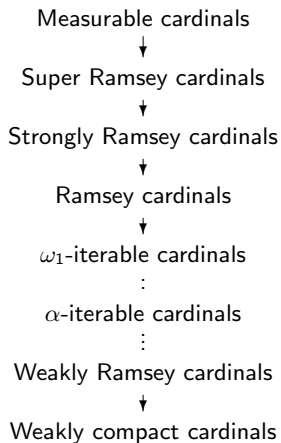 Measurable cardinals
Super Ramsey cardinals
Strongly Ramsey cardinals
Ramsey cardinals
ω₁-iterable cardinals
⋮
α-iterable cardinals
⋮
Weakly Ramsey cardinals
Weakly compact cardinals